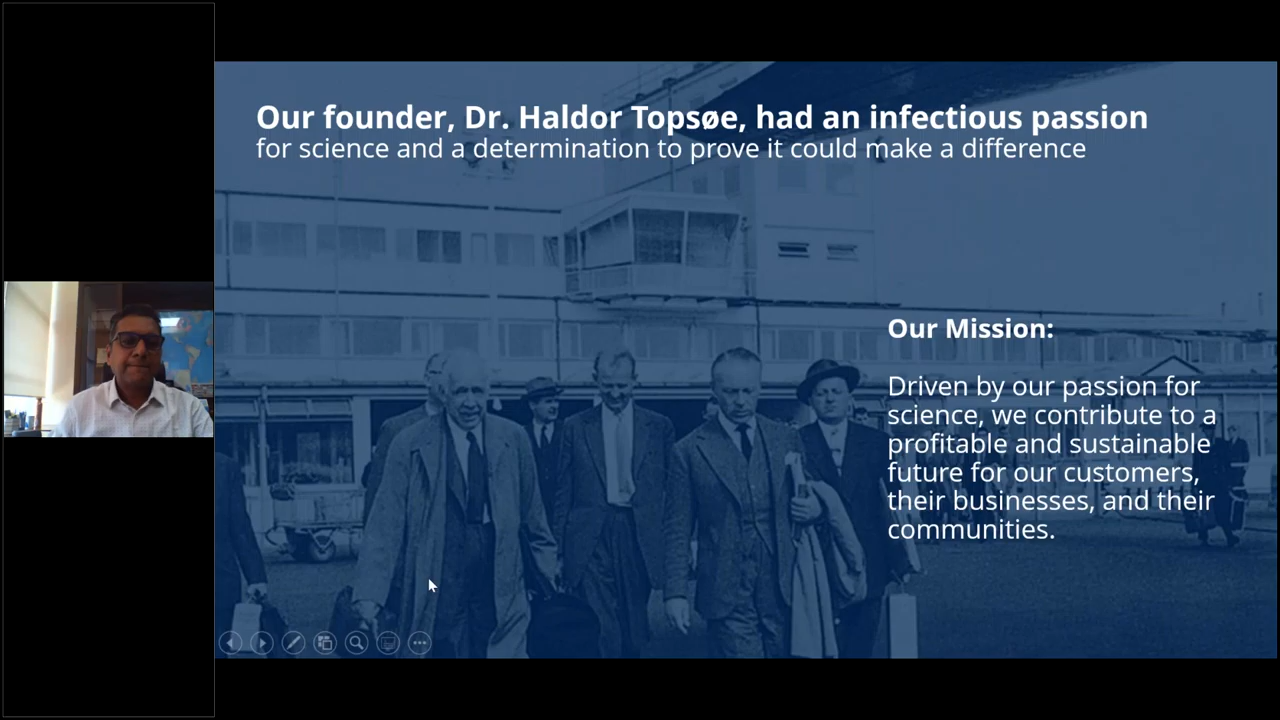 Our founder, Dr. Haldor Topsøe, had an infectious passion
for science and a determination to prove it could make a difference
Our Mission:
Driven by our passion for
science, we contribute to a
profitable and sustainable
future for our customers,
their businesses, and their
communities.